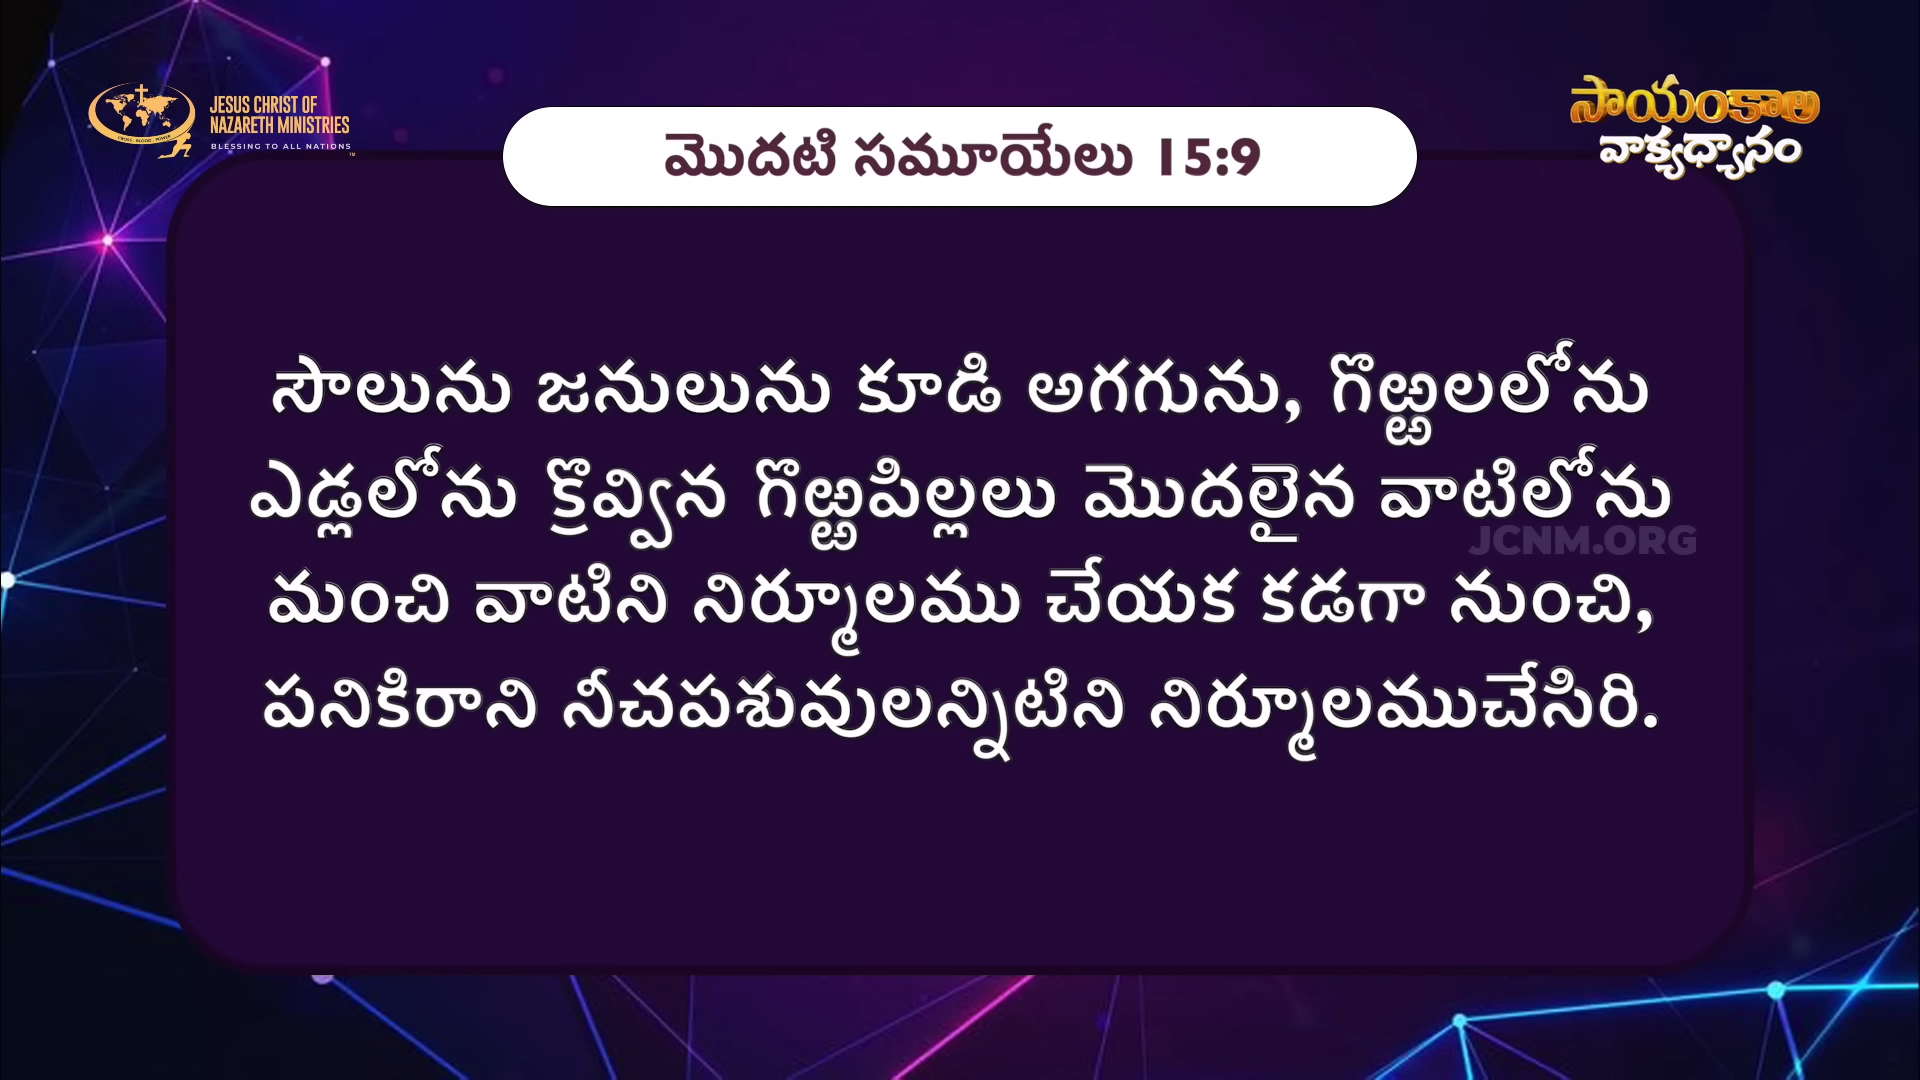 JESUS CHRIST OF
NAZARETH MINISTRIES
BLESSING TO ALL NATIONS
TM
మొదటి సమూయేలు 15:9
సాయంకాల
వాక్యధ్యానం
సౌలును జనులును కూడి అగగును, గొఱ్ఱలలోను
ఎడ్లలోను క్రొవ్విన గొఱ్ఱపిల్లలు మొదలైన వాటిలోను
JCNM.ORG
మంచి వాటిని నిర్మూలము చేయక కడగా నుంచి,
పనికిరాని నీచపశువులన్నిటిని నిర్మూలముచేసిరి.